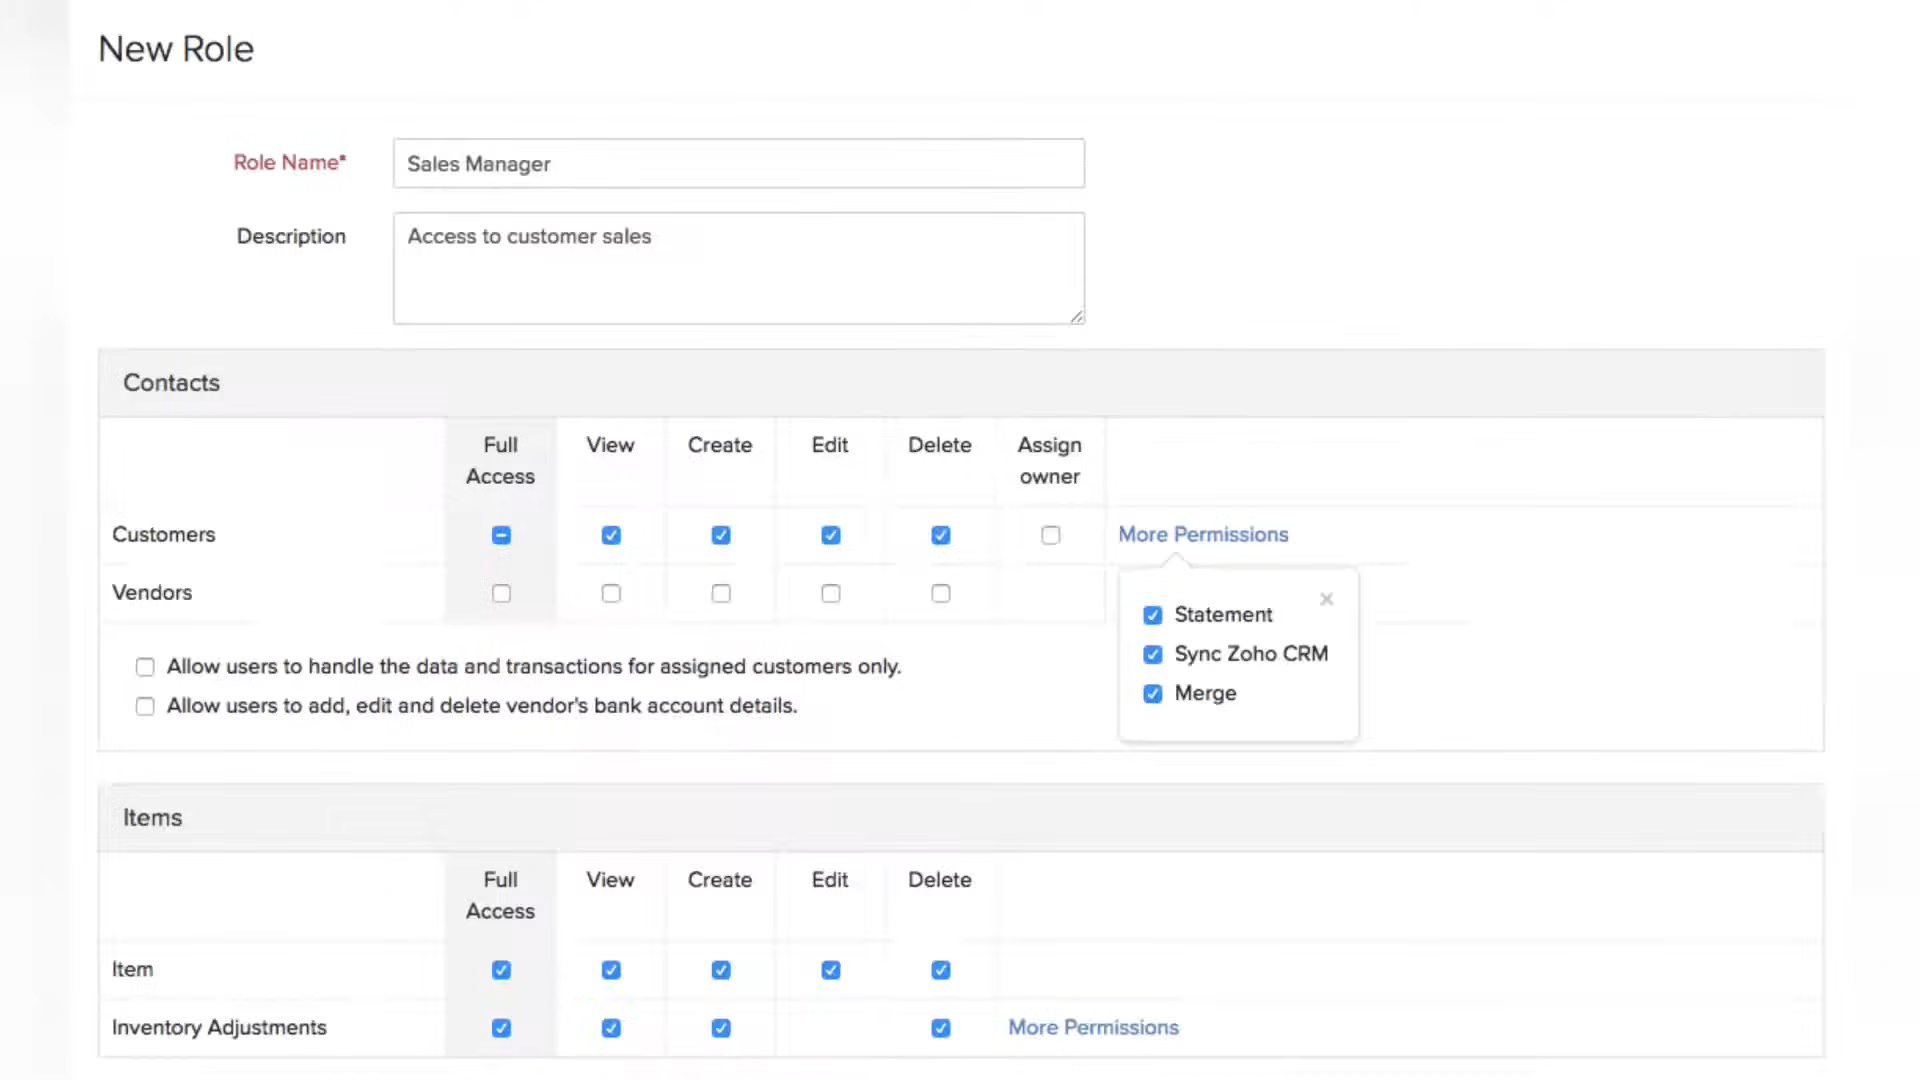 New Role
Role Name*
Sales Manager
Description
Access to customer sales
Contacts
Full Access View Create Edit Delete Assign owner
Customers More Permissions
Vendors
Statement
Sync Zoho CRM
Merge
Allow users to handle the data and transactions for assigned customers only.
Allow users to add, edit and delete vendor's bank account details.
Items
Full Access View Create Edit Delete
Item
Inventory Adjustments More Permissions